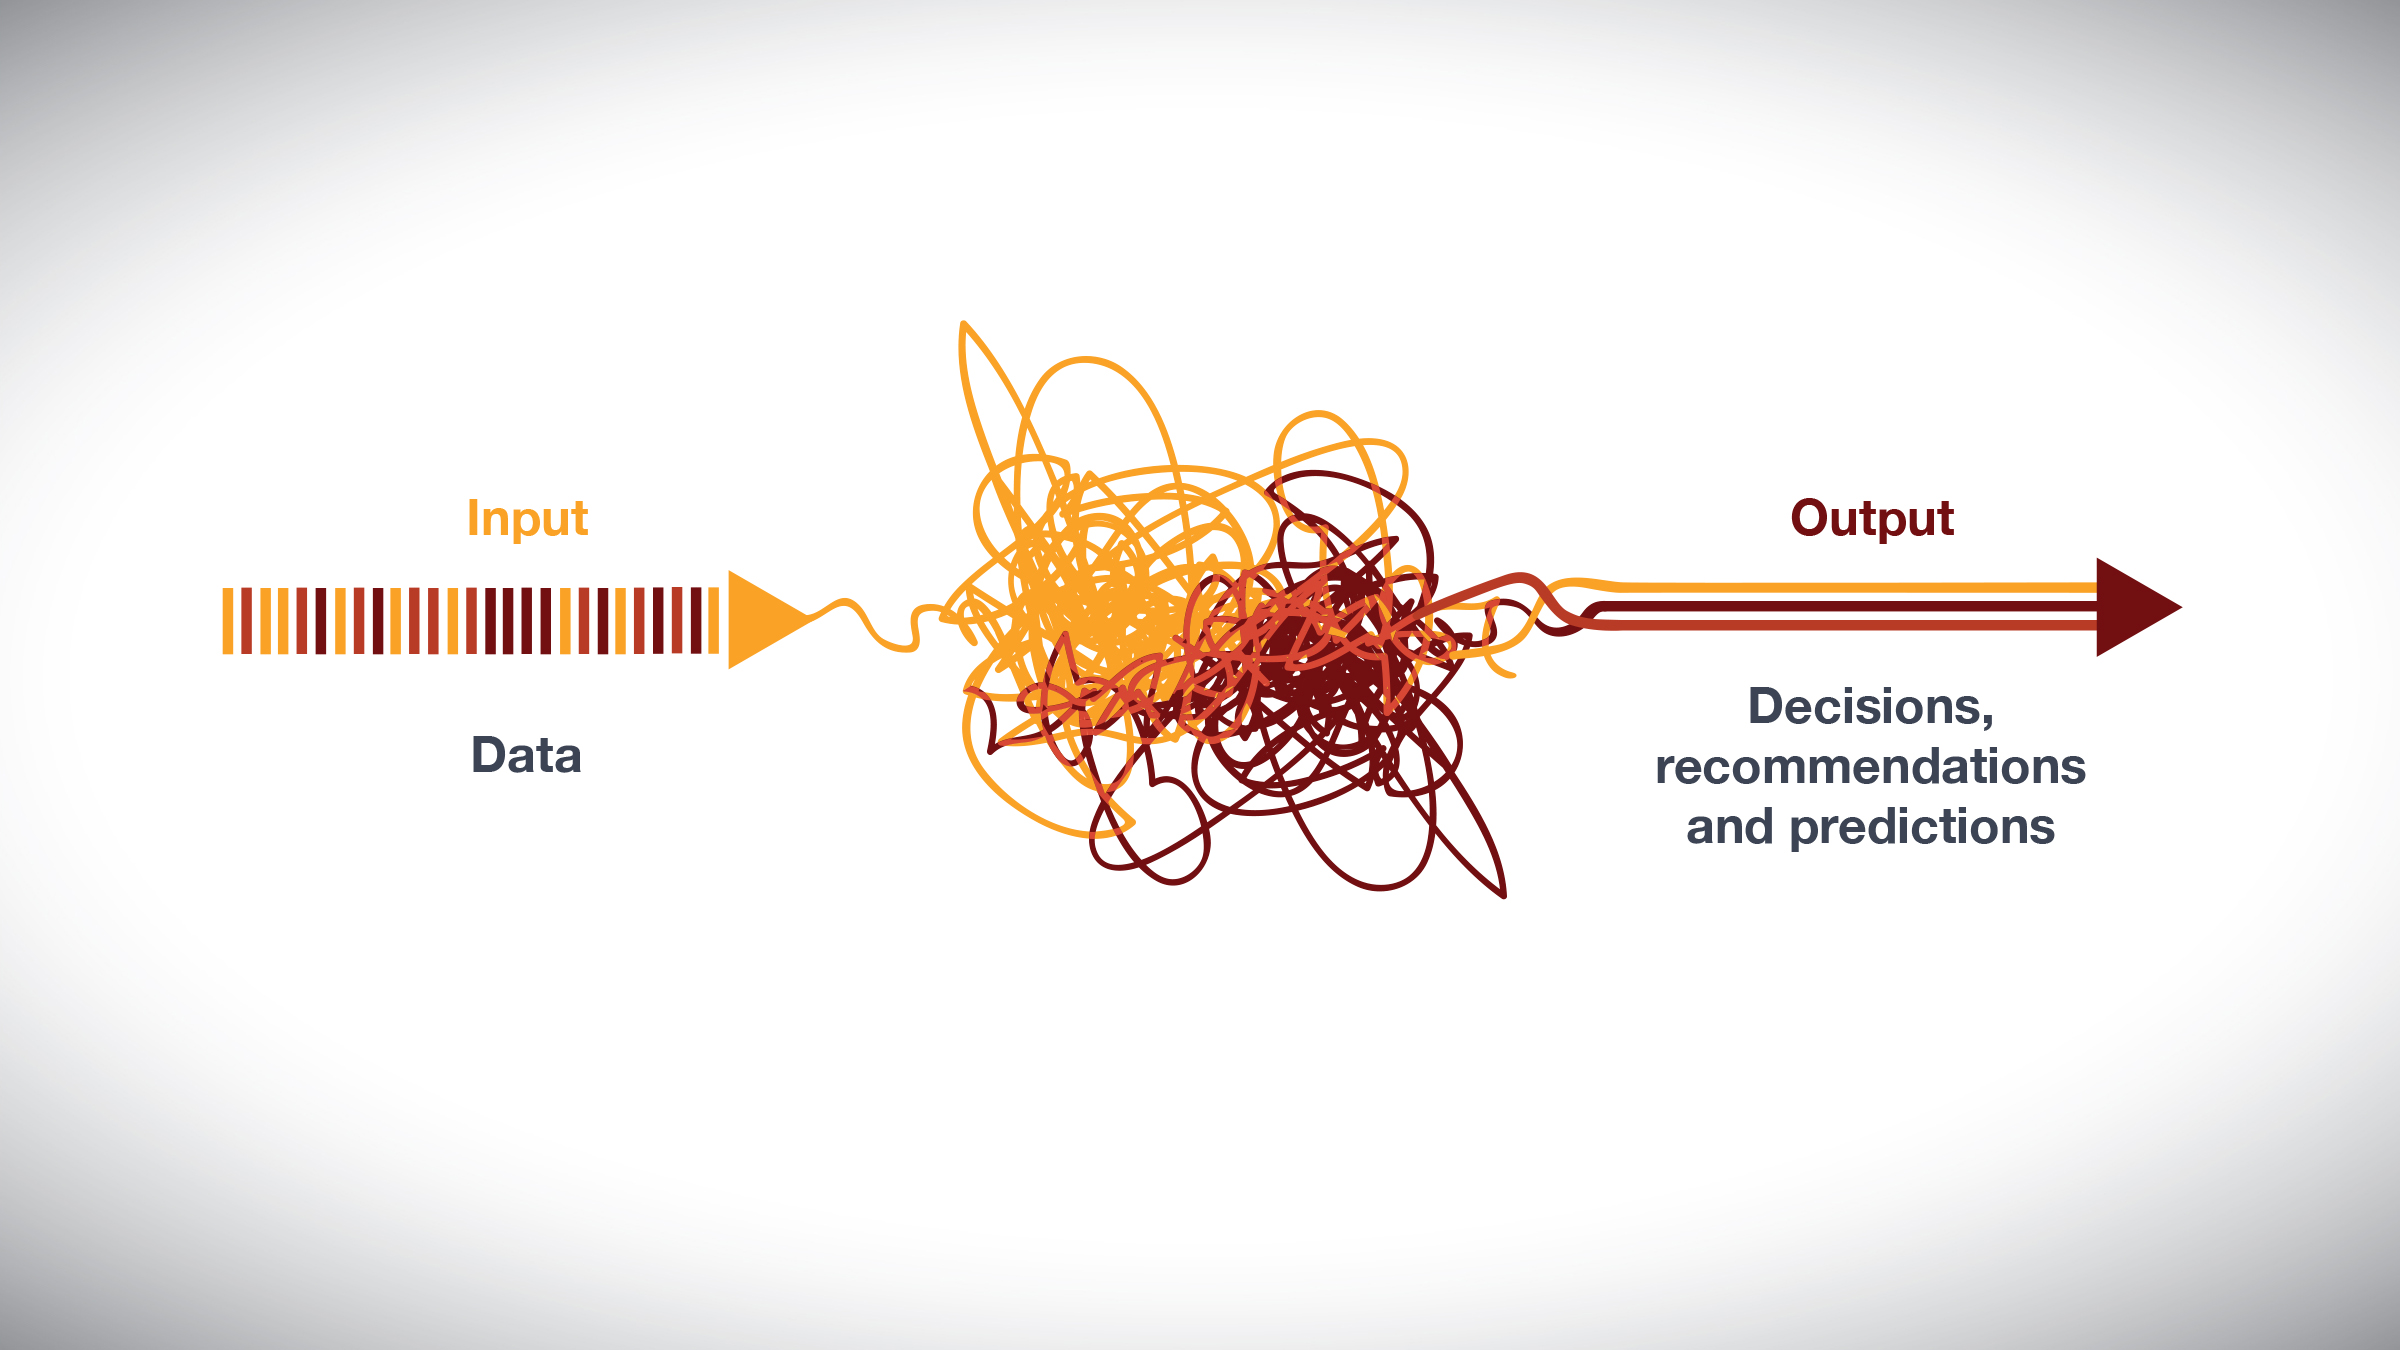 Input
Data
Output
Decisions,
recommendations
and predictions